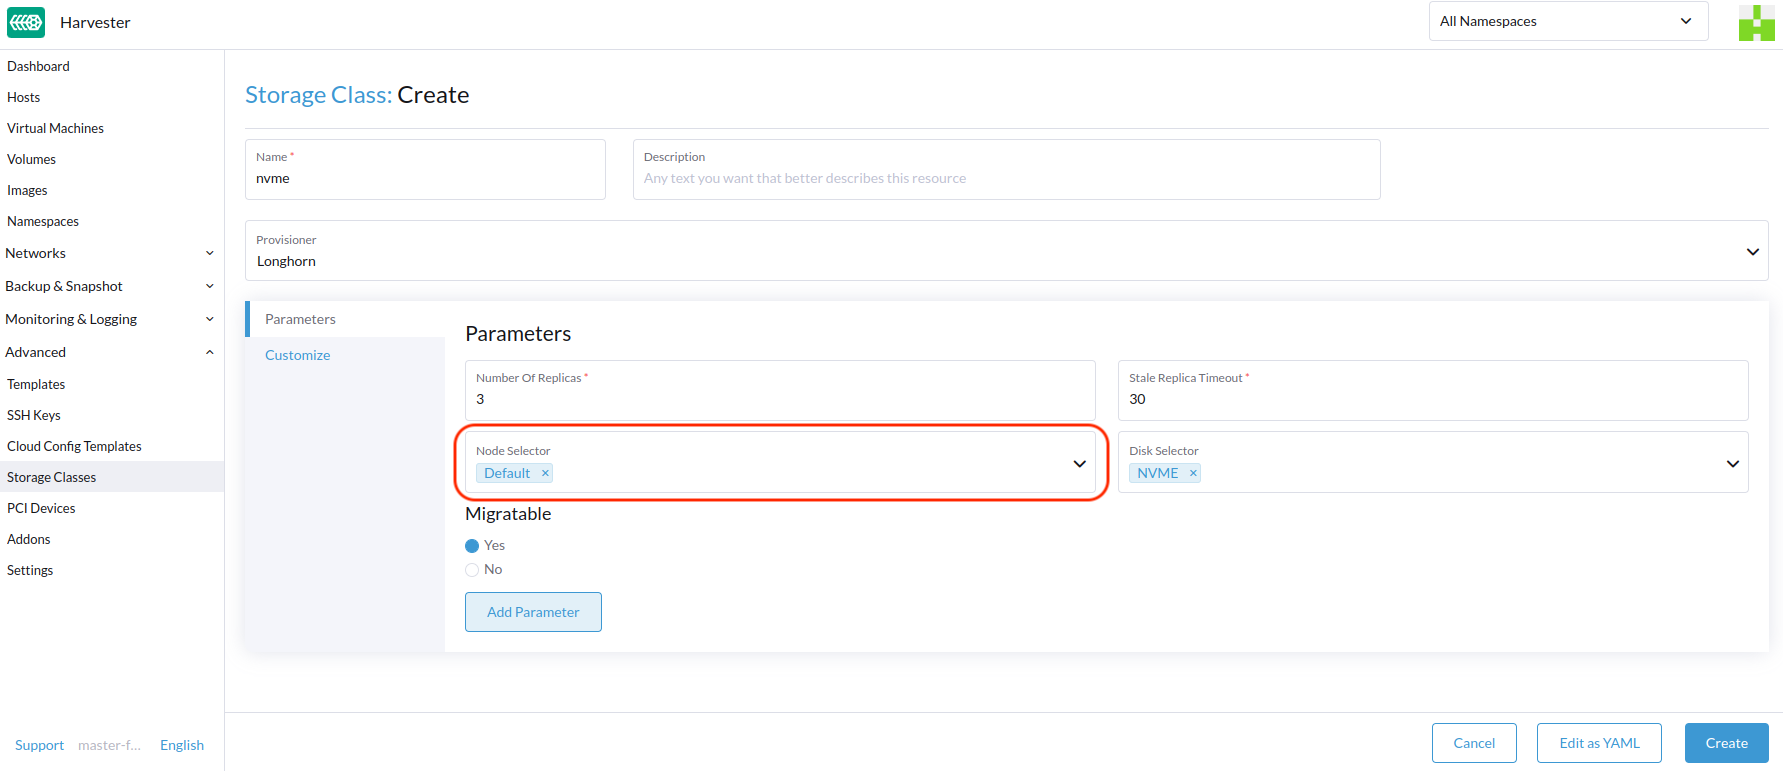 Harvester
All Namespaces
Dashboard
Hosts
Virtual Machines
Volumes
Images
Namespaces
Networks
Backup & Snapshot
Monitoring & Logging
Advanced
Templates
SSH Keys
Cloud Config Templates
Storage Classes
PCI Devices
Addons
Settings
Support master-f... English
Storage Class: Create
Name *
nvme
Description
Any text you want that better describes this resource
Provisioner
Longhorn
Parameters
Customize
Parameters
Number Of Replicas *
3
Stale Replica Timeout *
30
Node Selector
Default ×
Disk Selector
NVME ×
Migratable
Yes
No
Add Parameter
Cancel
Edit as YAML
Create